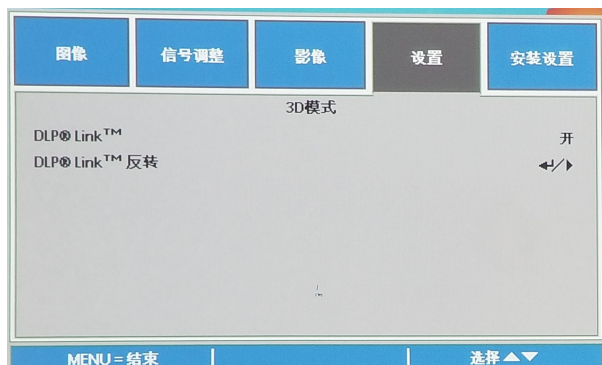 图像 信号调整 影像 设置 安装设置
3D模式
DLP® Link™ 开
DLP® Link™ 反转 ↵/▶
MENU = 结束 选择▲▼